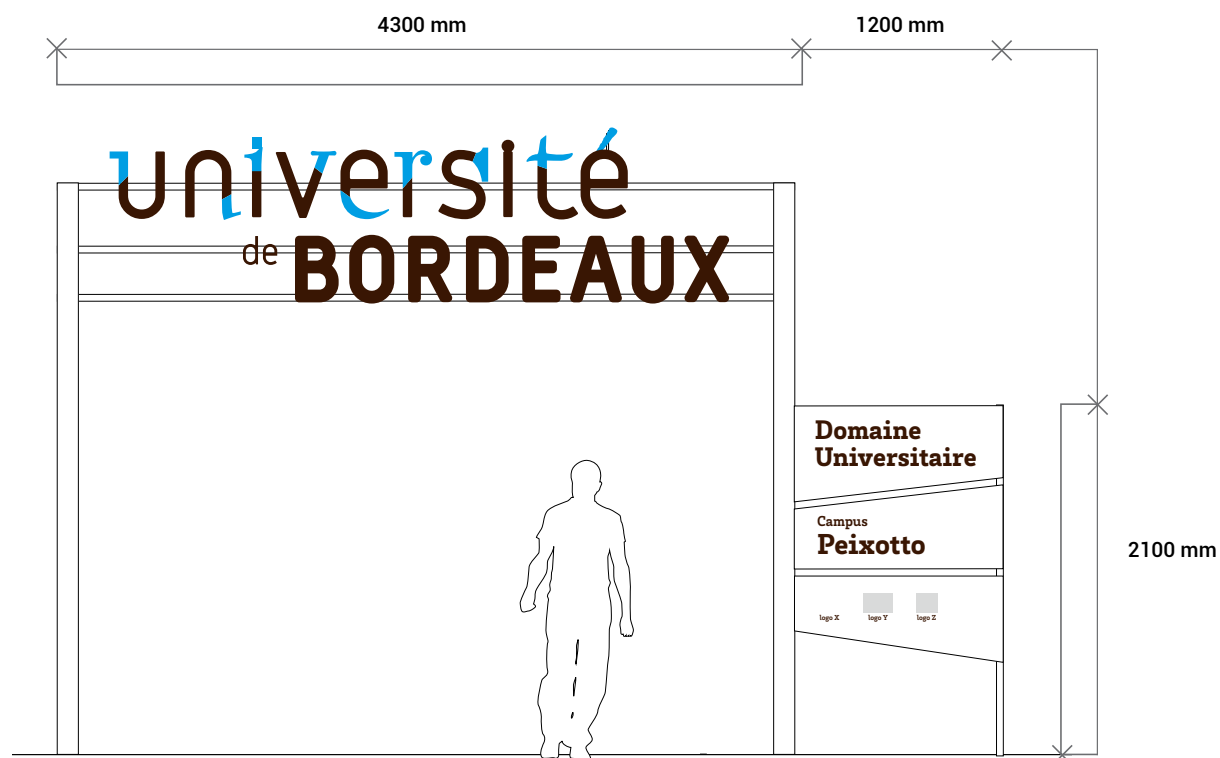 4300 mm
1200 mm
université
de BORDEAUX
Domaine
Universitaire
Campus
Peixotto
logo X
logo Y
logo Z
2100 mm